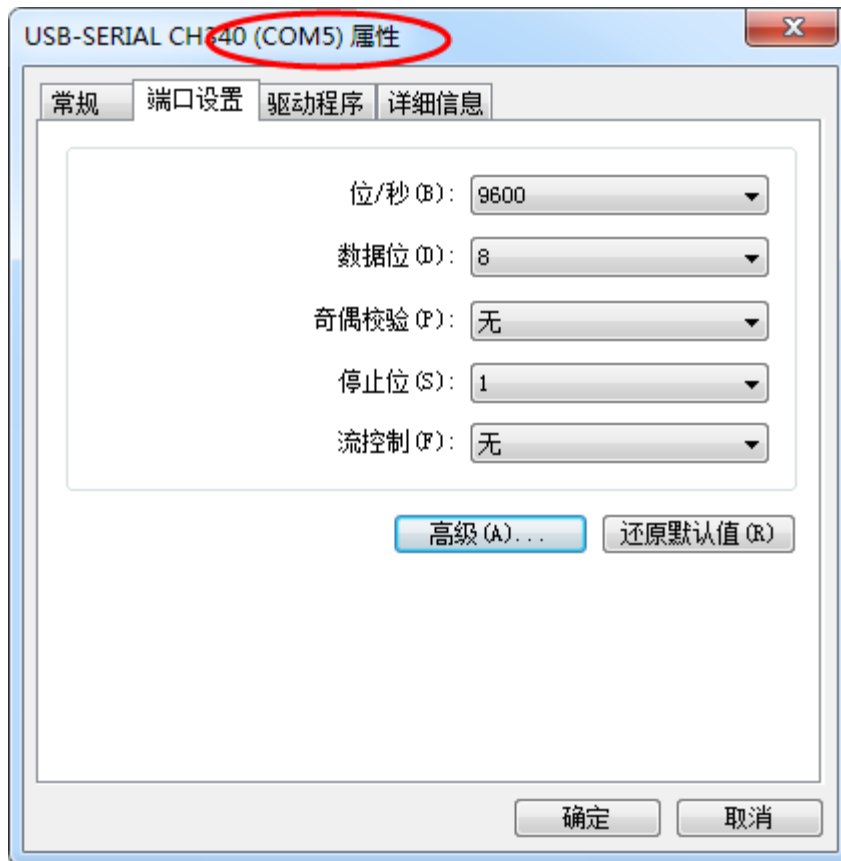 USB-SERIAL CH340 (COM5) 属性
常规 端口设置 驱动程序 详细信息
位/秒(B): 9600
数据位(D): 8
奇偶校验(P): 无
停止位(S): 1
流控制(F): 无
高级(A)... 还原默认值(R)
确定 取消